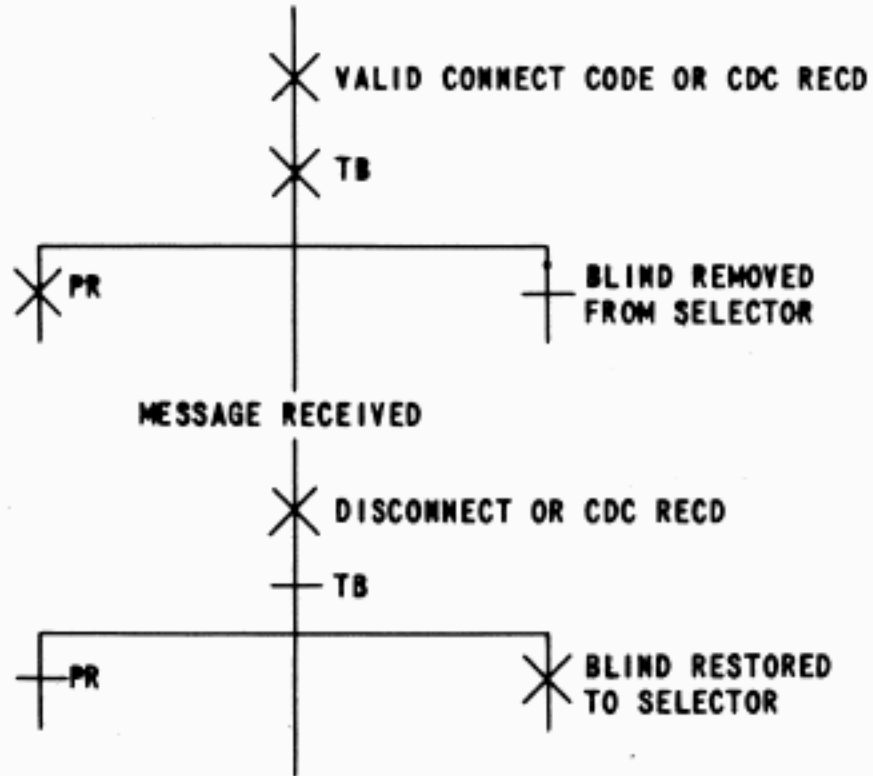 VALID CONNECT CODE OR CDC RECD
TB
PR
BLIND REMOVED
FROM SELECTOR
MESSAGE RECEIVED
DISCONNECT OR CDC RECD
TB
PR
BLIND RESTORED
TO SELECTOR